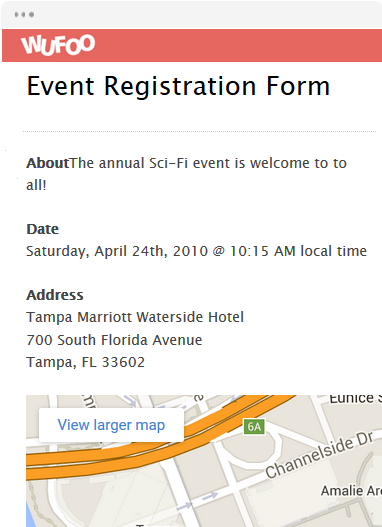 WUFOO
Event Registration Form
AboutThe annual Sci-Fi event is welcome to to
all!
Date
Saturday, April 24th, 2010 @ 10:15 AM local time
Address
Tampa Marriott Waterside Hotel
700 South Florida Avenue
Tampa, FL 33602
Eunice S
View larger map
6A
Channelside Dr
Amalie Are